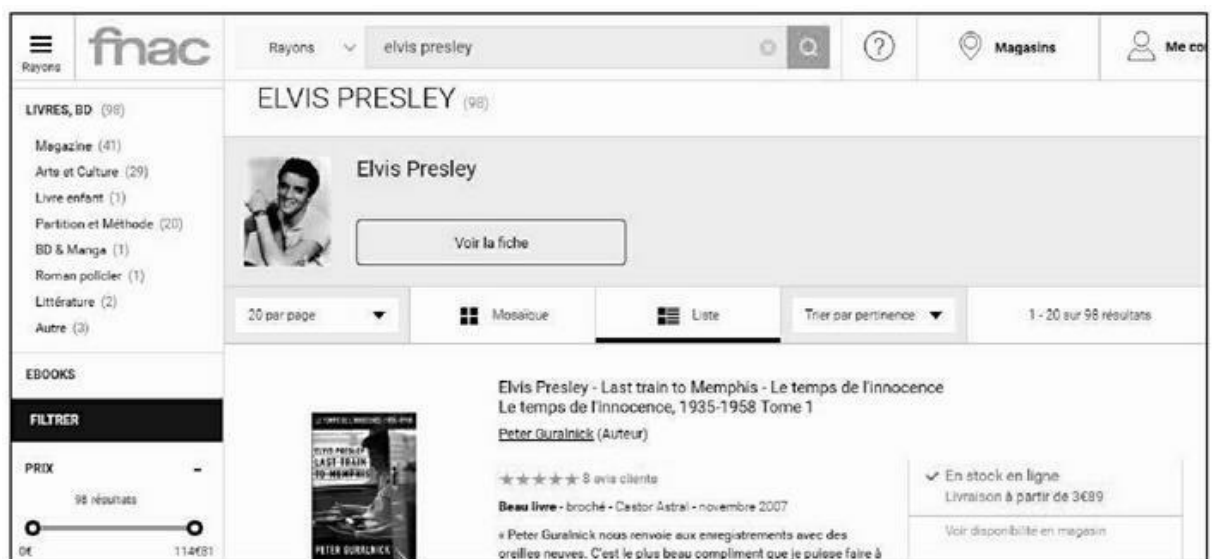 Rayons
fnac
Rayons
elvis presley
?
Magasins
Me co
LIVRES, BD (98)
Magazine (41)
Arts et Culture (29)
Livre enfant (1)
Partition et Méthode (20)
BD & Manga (1)
Roman policier (1)
Littérature (2)
Autre (3)
EBOOKS
FILTRER
PRIX -
98 résultats
0€ 114€81
ELVIS PRESLEY (98)
Elvis Presley
Voir la fiche
20 par page
Mosaïque
Liste
Trier par pertinence
1 - 20 sur 98 résultats
LE TEMPS DE L'INNOCENCE 1935-1958
ELVIS PRESLEY
LAST TRAIN
TO MEMPHIS
PETER GURALNICK
Elvis Presley - Last train to Memphis - Le temps de l'innocence
Le temps de l'innocence, 1935-1958 Tome 1
Peter Guralnick (Auteur)
8 avis clients
Beau livre - broché - Castor Astral - novembre 2007
« Peter Guralnick nous renvoie aux enregistrements avec des
oreilles neuves. C'est le plus beau compliment que je puisse faire à
En stock en ligne
Livraison à partir de 3€89
Voir disponibilité en magasin